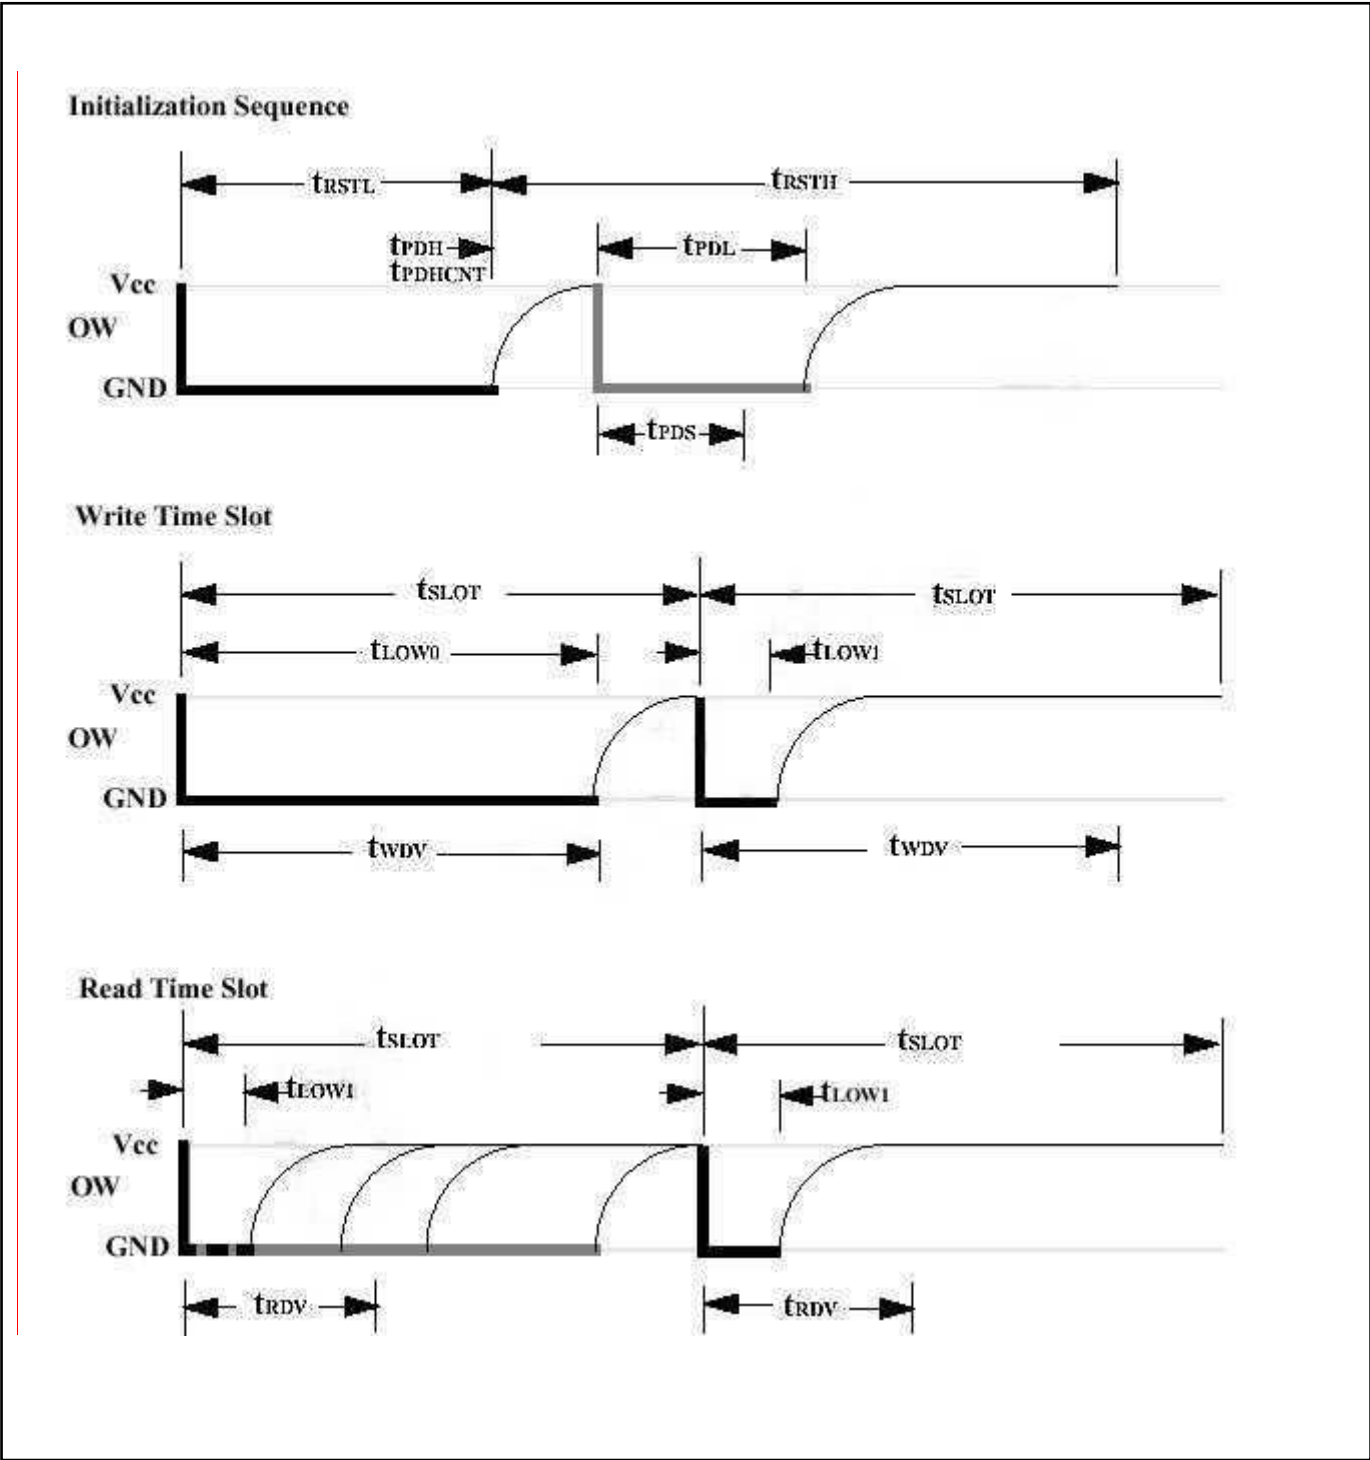 Initialization Sequence
tRSTL tRSTH
tPDH tPDL
tPDHCNT
Vcc
OW
GND
tPDS
Write Time Slot
tSLOT tSLOT
tLOW0 tLOW1
Vcc
OW
GND
tWDV tWDV
Read Time Slot
tSLOT tSLOT
tLOW1 tLOW1
Vcc
OW
GND
tRDV tRDV